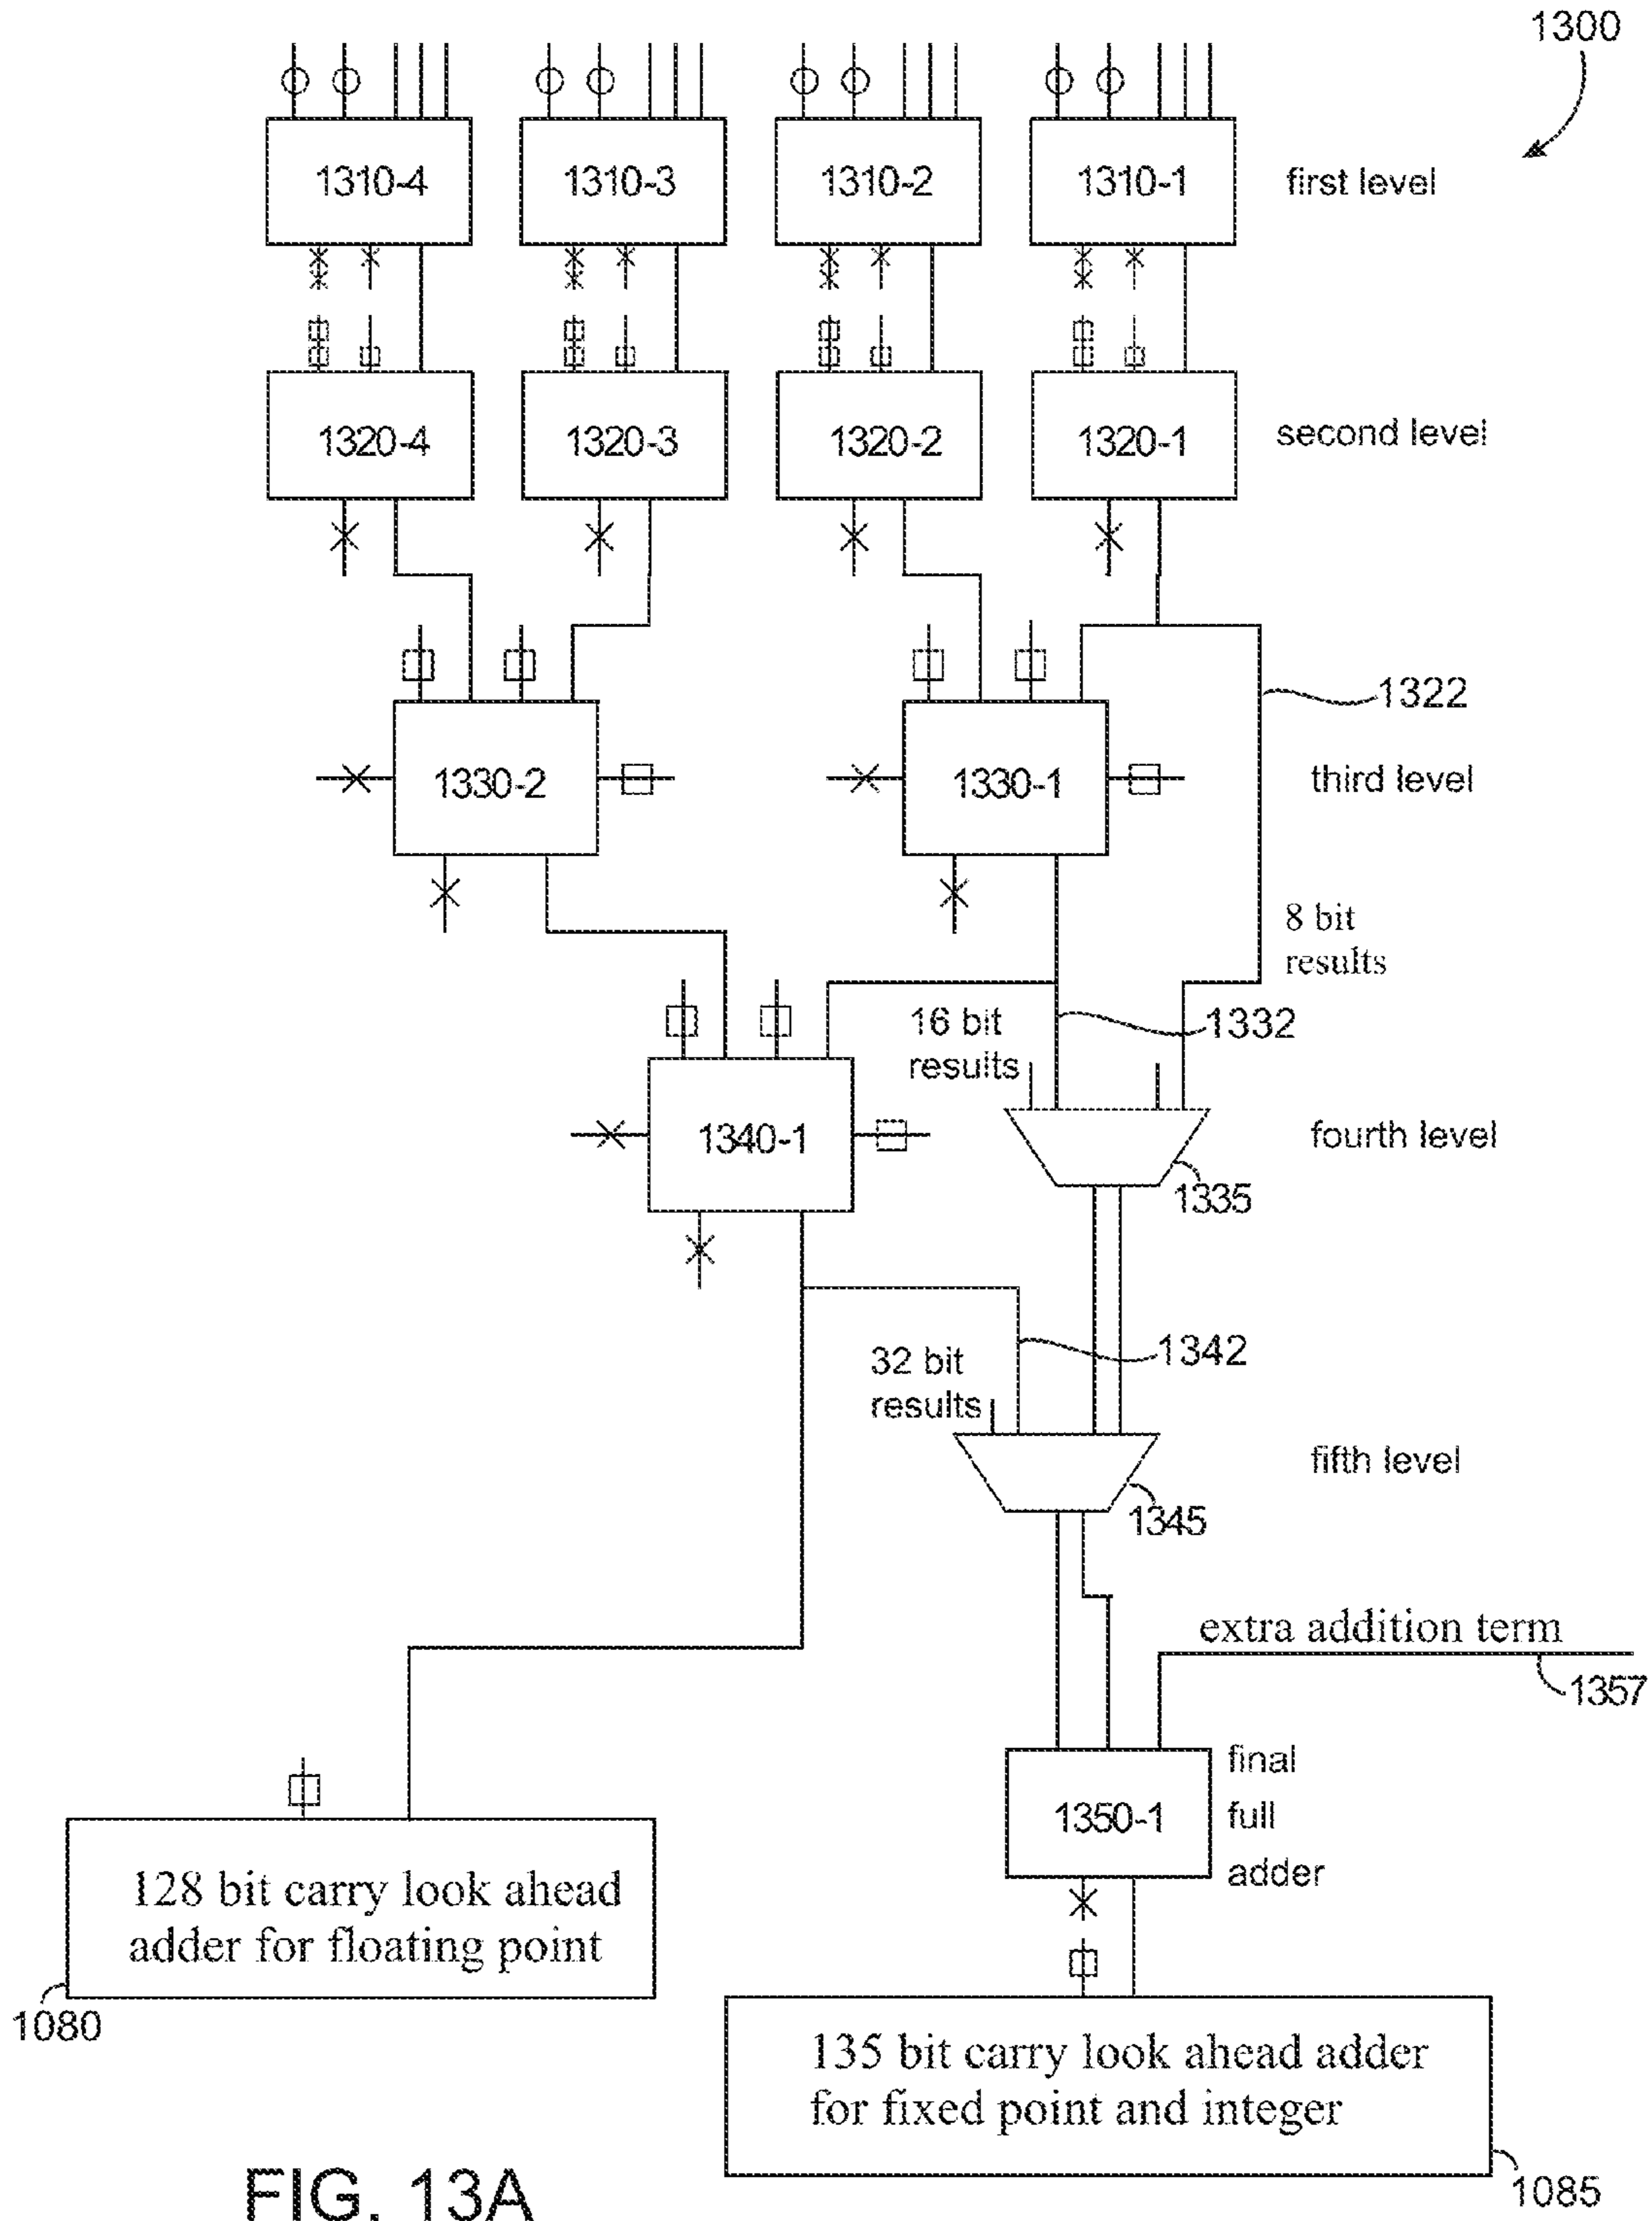 1300
1310-4 1310-3 1310-2 1310-1 first level
1320-4 1320-3 1320-2 1320-1 second level
1322
1330-2 1330-1 third level
8 bit
results
16 bit
results
1332
1340-1 fourth level
1335
1342
32 bit
results
fifth level
1345
extra addition term
1357
1350-1
final
full
adder
128 bit carry look ahead
adder for floating point
1080
135 bit carry look ahead adder
for fixed point and integer
1085
FIG. 13A